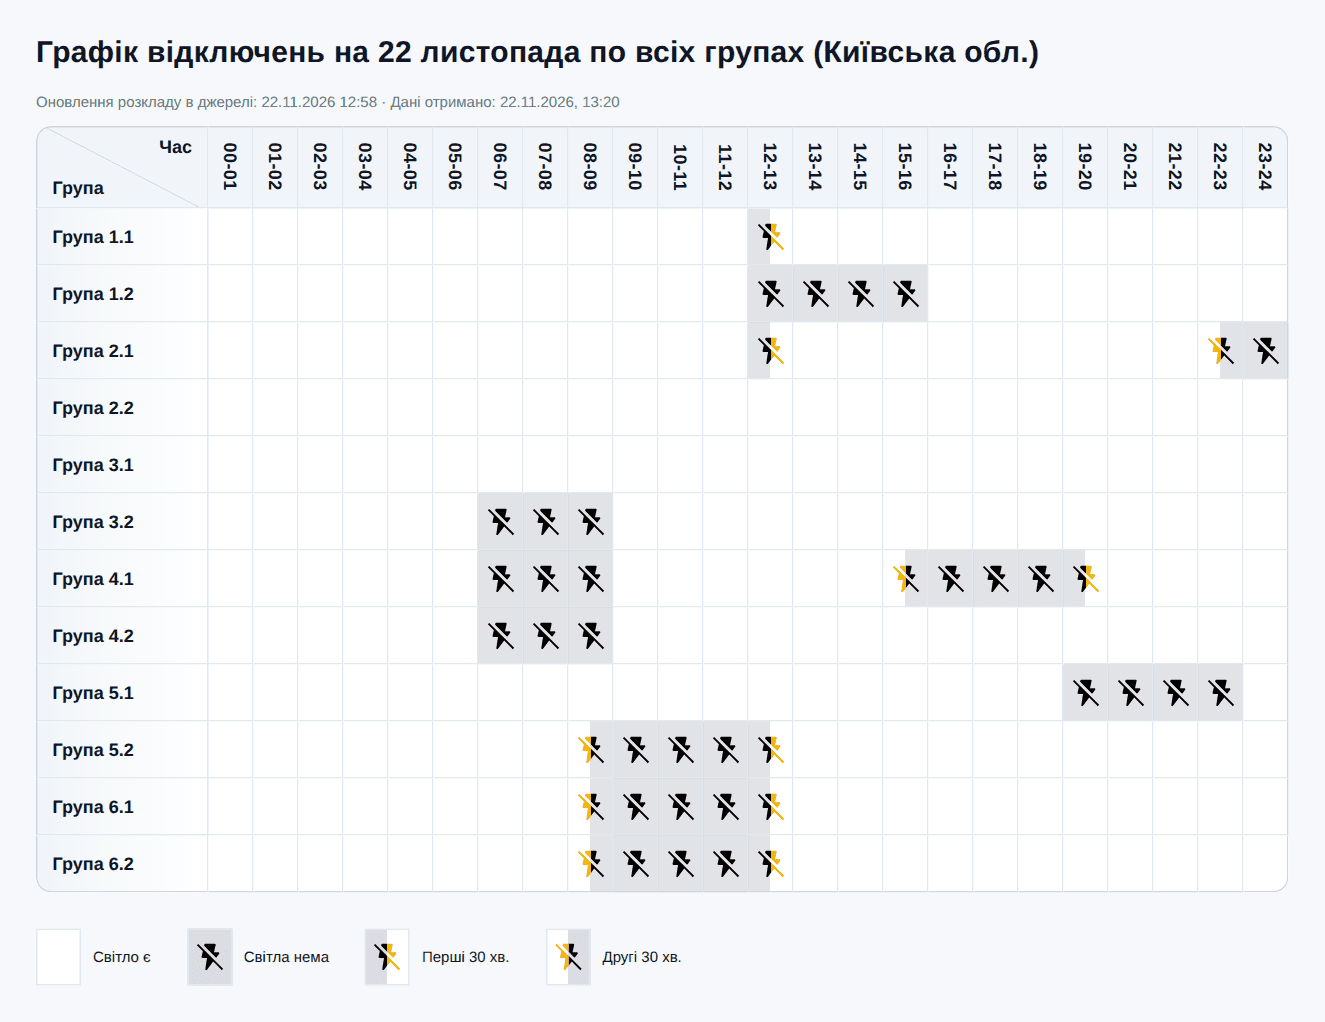 Графік відключень на 22 листопада по всіх групах (Київська обл.)
Оновлення розкладу в джерелі: 22.11.2026 12:58 · Дані отримано: 22.11.2026, 13:20
Час
Група
00-01 01-02 02-03 03-04 04-05 05-06 06-07 07-08 08-09 09-10 10-11 11-12 12-13 13-14 14-15 15-16 16-17 17-18 18-19 19-20 20-21 21-22 22-23 23-24
Група 1.1
Група 1.2
Група 2.1
Група 2.2
Група 3.1
Група 3.2
Група 4.1
Група 4.2
Група 5.1
Група 5.2
Група 6.1
Група 6.2
Світло є Світла нема Перші 30 хв. Другі 30 хв.